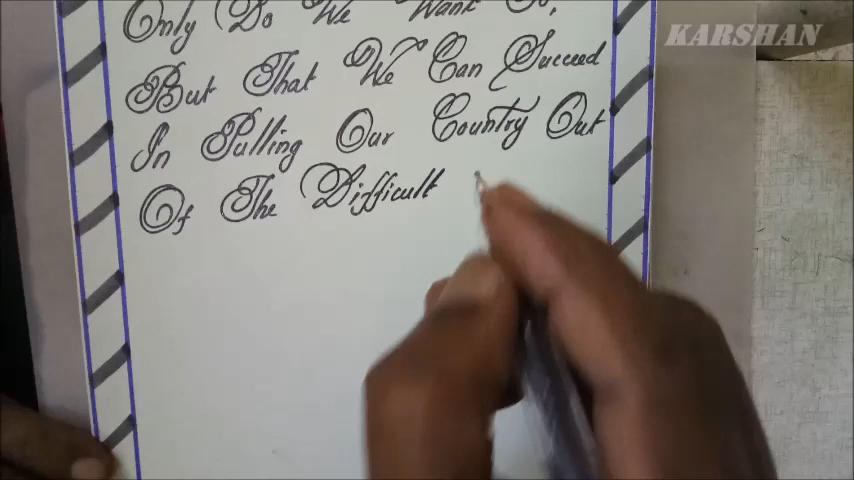 KARSHAN
Only Do We Want To,
But That We Can Succeed
In Pulling Our Country Out
Of The Difficult